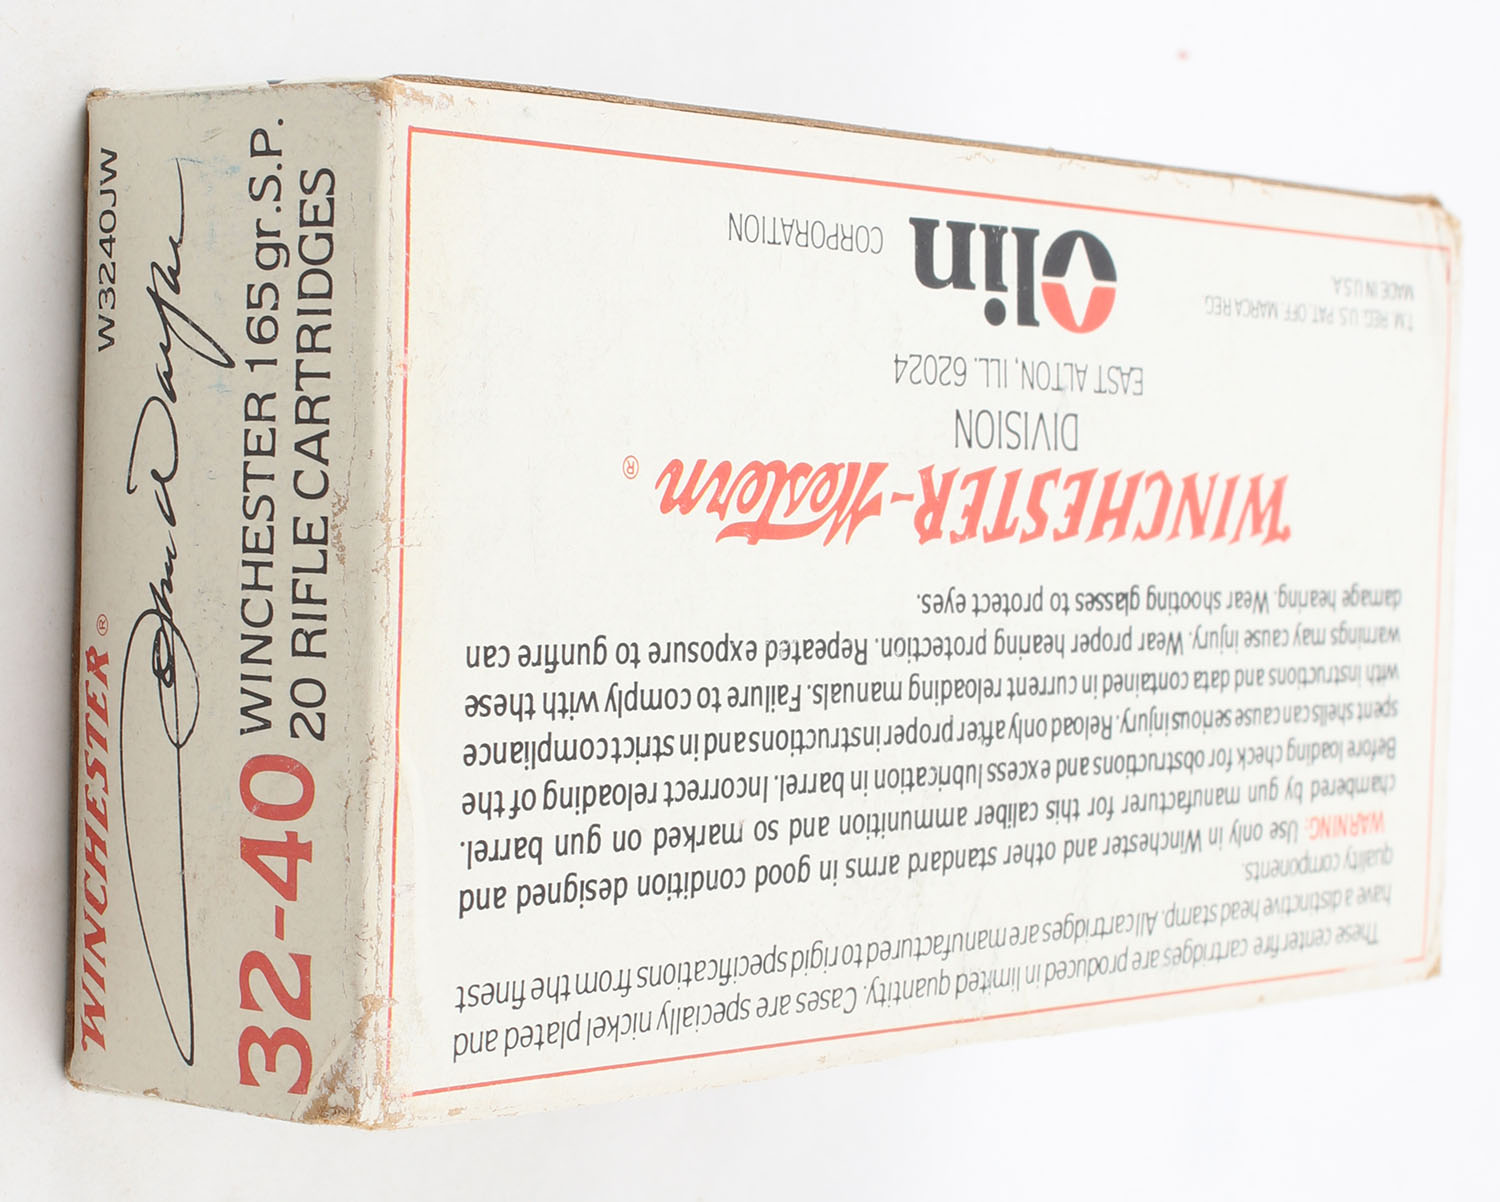 WINCHESTER®
W3240JW
John Wayne
32-40 WINCHESTER 165gr.S.P.
20 RIFLE CARTRIDGES
These center fire cartridges are produced in limited quantity. Cases are specially nickel plated and
have a distinctive head stamp. All cartridges are manufactured to rigid specifications from the finest
quality components.
WARNING: Use only in Winchester and other standard arms in good condition designed and
chambered by gun manufacturer for this caliber ammunition and so marked on gun barrel.
Before loading check for obstructions and excess lubrication in barrel. Incorrect reloading of the
spent shells can cause serious injury. Reload only after proper instructions and in strict compliance
with instructions and data contained in current reloading manuals. Failure to comply with these
warnings may cause injury. Wear proper hearing protection. Repeated exposure to gunfire can
damage hearing. Wear shooting glasses to protect eyes.
WINCHESTER-Western®
DIVISION
EAST ALTON, ILL. 62024
Olin
CORPORATION
T.M. REG. U.S. PAT. OFF. MARCA REG
MADE IN U.S.A.